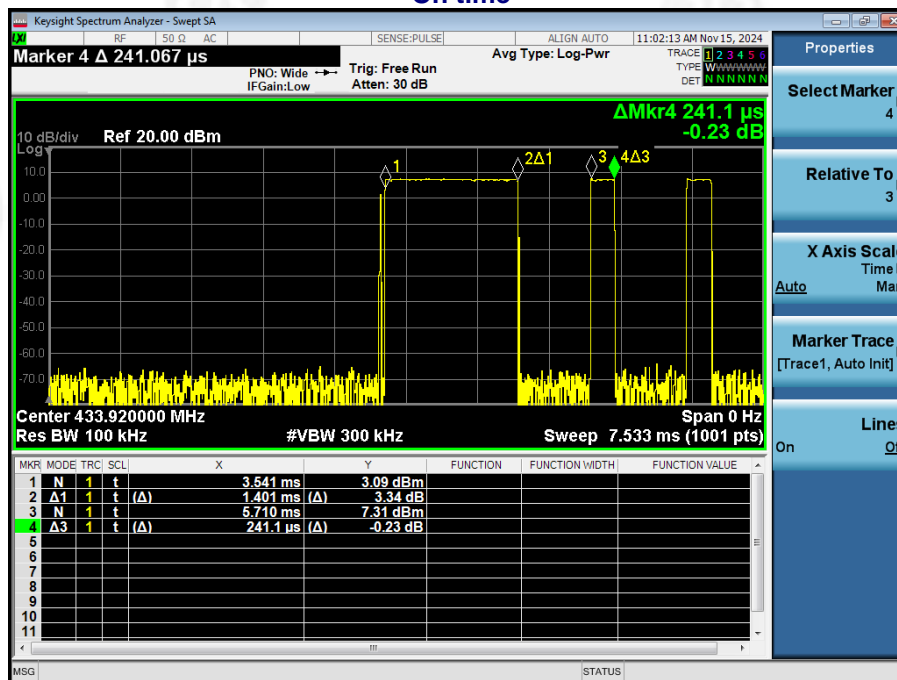 On time
Keysight Spectrum Analyzer - Swept SA
LXI RF 50 Ω AC SENSE:PULSE ALIGN AUTO 11:02:13 AM Nov 15, 2024
Marker 4 Δ 241.067 µs
PNO: Wide
IFGain:Low
Trig: Free Run
Atten: 30 dB
Avg Type: Log-Pwr
TRACE 1 2 3 4 5 6
TYPE WWWWWW
DET N N N N N N
ΔMkr4 241.1 µs
-0.23 dB
10 dB/div Ref 20.00 dBm
Log
1 2Δ1 3 4Δ3
10.0
0.00
-10.0
-20.0
-30.0
-40.0
-50.0
-60.0
-70.0
Center 433.920000 MHz Span 0 Hz
Res BW 100 kHz #VBW 300 kHz Sweep 7.533 ms (1001 pts)
MKR MODE TRC SCL X Y FUNCTION FUNCTION WIDTH FUNCTION VALUE
1 N 1 t 3.541 ms 3.09 dBm
2 Δ1 1 t (Δ) 1.401 ms (Δ) 3.34 dB
3 N 1 t 5.710 ms 7.31 dBm
4 Δ3 1 t (Δ) 241.1 µs (Δ) -0.23 dB
5
6
7
8
9
10
11
MSG STATUS
Properties
Select Marker
4
Relative To
3
X Axis Scal
Time
Auto Ma
Marker Trace
[Trace1, Auto Init]
Line
On Of